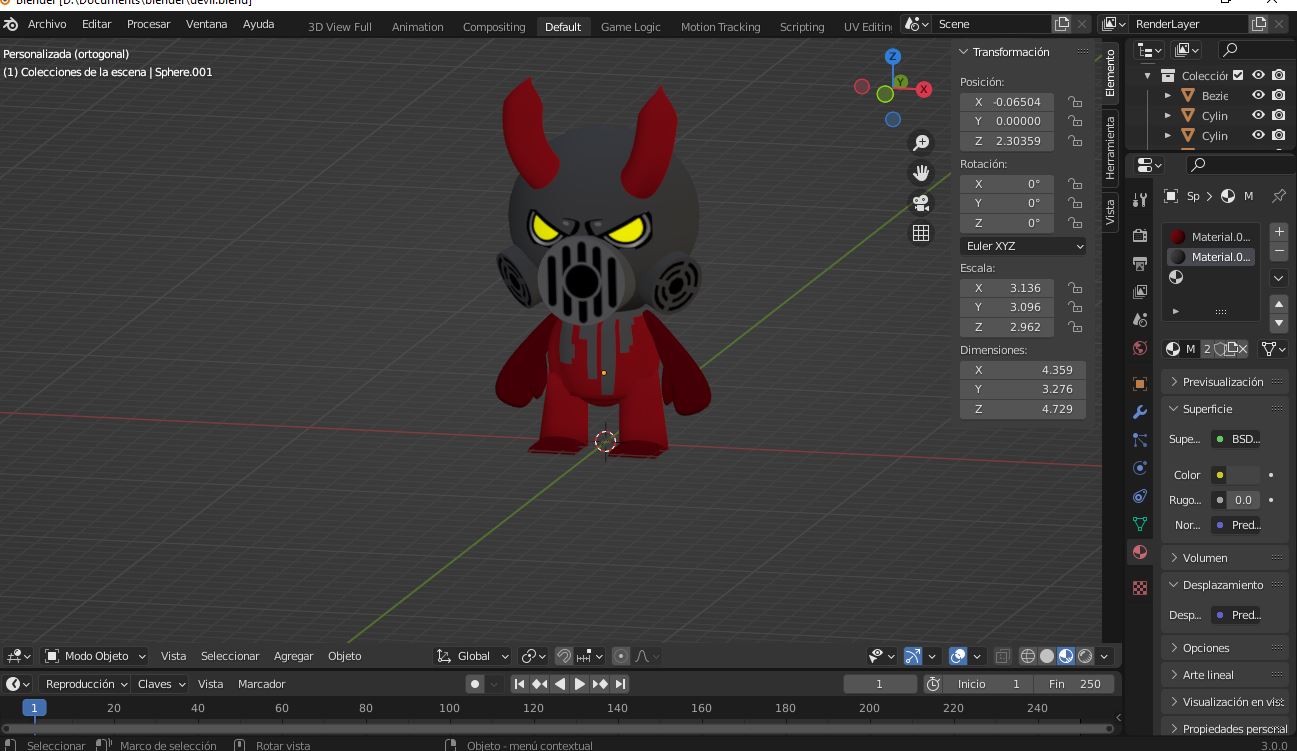 Blender [D:\Documents\blender\devil.blend]
Archivo Editar Procesar Ventana Ayuda 3D View Full Animation Compositing Default Game Logic Motion Tracking Scripting UV Editing Scene RenderLayer
Personalizada (ortogonal)
(1) Colecciones de la escena | Sphere.001
Z
Y
X
Transformación
Posición:
X -0.06504
Y 0.00000
Z 2.30359
Rotación:
X 0°
Y 0°
Z 0°
Euler XYZ
Escala:
X 3.136
Y 3.096
Z 2.962
Dimensiones:
X 4.359
Y 3.276
Z 4.729
Elemento
Herramienta
Vista
Colecciór
Bezie
Cylin
Cylin
Sp > M
Material.0...
Material.0...
M 2
Previsualización
Superficie
Supe... BSD...
Color
Rugo... 0.0
Nor... Pred...
Volumen
Desplazamiento
Desp... Pred...
Opciones
Arte lineal
Visualización en vist
Propiedades personal
Modo Objeto Vista Seleccionar Agregar Objeto Global
Reproducción Claves Vista Marcador 1 Inicio 1 Fin 250
1 20 40 60 80 100 120 140 160 180 200 220 240
Seleccionar Marco de selección Rotar vista Objeto - menú contextual 3.0.0